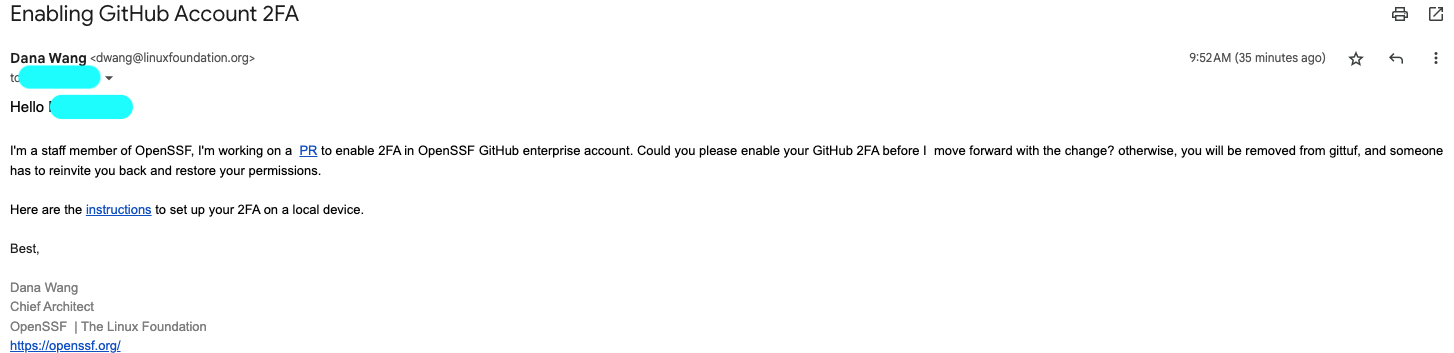 Enabling GitHub Account 2FA
Dana Wang <dwang@linuxfoundation.org>
9:52 AM (35 minutes ago)
to
Hello
I'm a staff member of OpenSSF, I'm working on a PR to enable 2FA in OpenSSF GitHub enterprise account. Could you please enable your GitHub 2FA before I move forward with the change? otherwise, you will be removed from gittuf, and someone
has to reinvite you back and restore your permissions.
Here are the instructions to set up your 2FA on a local device.
Best,
Dana Wang
Chief Architect
OpenSSF | The Linux Foundation
https://openssf.org/